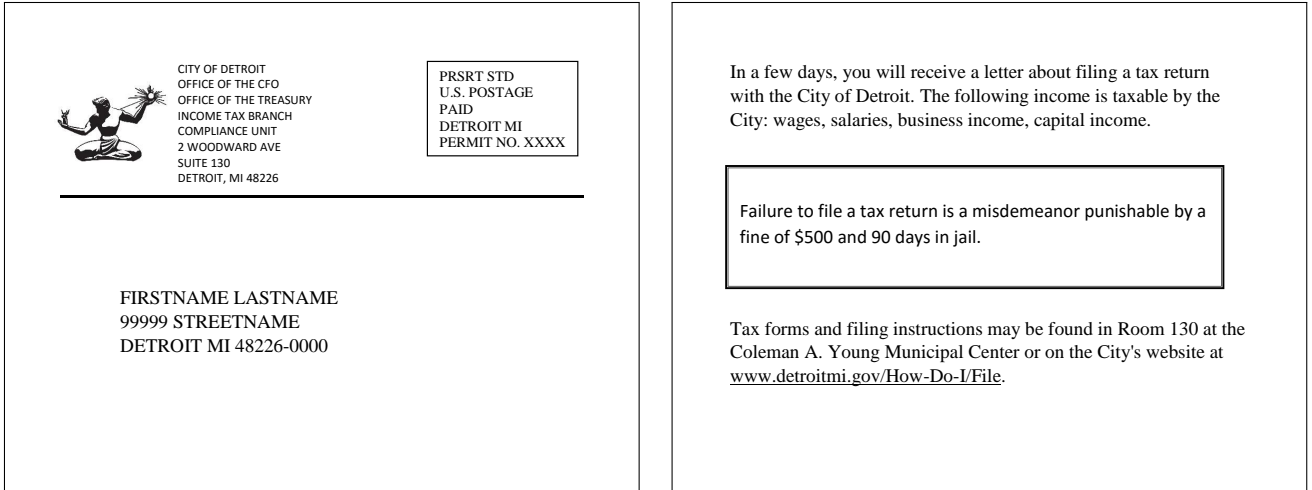 CITY OF DETROIT
OFFICE OF THE CFO
OFFICE OF THE TREASURY
INCOME TAX BRANCH
COMPLIANCE UNIT
2 WOODWARD AVE
SUITE 130
DETROIT, MI 48226
PRSRT STD
U.S. POSTAGE
PAID
DETROIT MI
PERMIT NO. XXXX
FIRSTNAME LASTNAME
99999 STREETNAME
DETROIT MI 48226-0000
In a few days, you will receive a letter about filing a tax return
with the City of Detroit. The following income is taxable by the
City: wages, salaries, business income, capital income.
Failure to file a tax return is a misdemeanor punishable by a
fine of $500 and 90 days in jail.
Tax forms and filing instructions may be found in Room 130 at the
Coleman A. Young Municipal Center or on the City's website at
www.detroitmi.gov/How-Do-I/File.